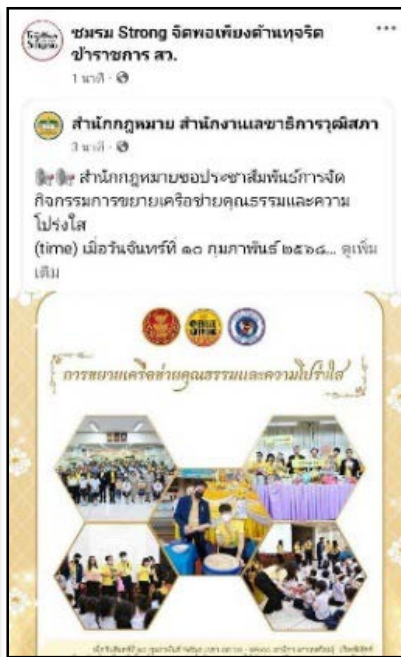 ชมรม Strong จิตพอเพียงต้านทุจริต
ข้าราชการ สว.
1 นาที ·
สำนักกฎหมาย สำนักงานเลขาธิการวุฒิสภา
3 นาที ·
สำนักกฎหมายขอประชาสัมพันธ์การจัด
กิจกรรมการขยายเครือข่ายคุณธรรมและความ
โปร่งใส
(time) เมื่อวันจันทร์ที่ ๑๐ กุมภาพันธ์ ๒๕๖๘... ดูเพิ่ม
เติม
การขยายเครือข่ายคุณธรรมและความโปร่งใส